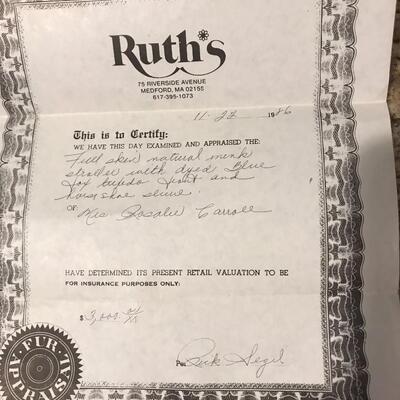 Ruth's
75 RIVERSIDE AVENUE
MEDFORD, MA 02155
617-395-1073
11-22 1986
This is to Certify:
WE HAVE THIS DAY EXAMINED AND APPRAISED THE:
Full skin natural mink
stroller with dyed Blue
fox tuxedo front and
horseshoe sleeve.
OF: Mrs Rosalie Carroll
HAVE DETERMINED ITS PRESENT RETAIL VALUATION TO BE
FOR INSURANCE PURPOSES ONLY:
$ 3,000.
Per Rick Segel
FUR
APPRAISAL